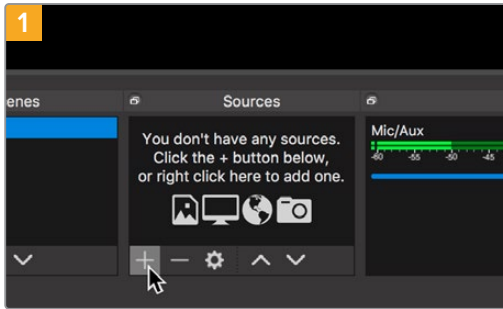 1
enes
Sources
You don't have any sources.
Click the + button below,
or right click here to add one.
Mic/Aux
-60 -55 -50 -45